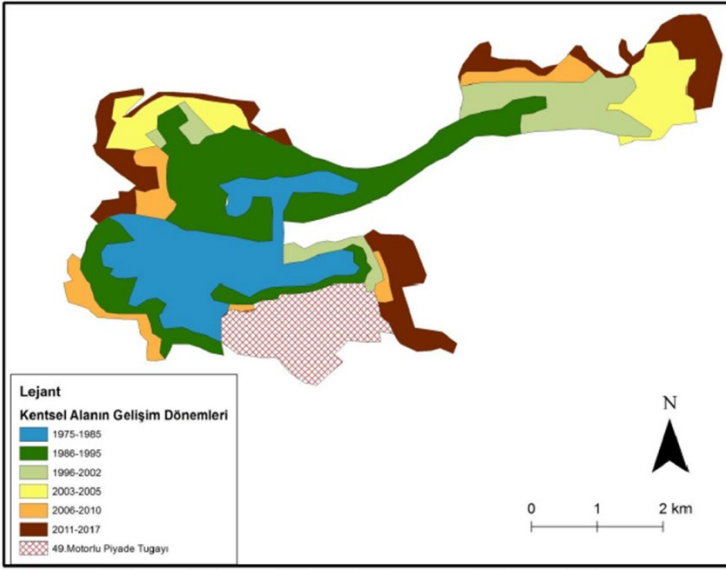 Lejant
Kentsel Alanın Gelişim Dönemleri
1975-1985
1986-1995
1996-2002
2003-2005
2006-2010
2011-2017
49.Motorlu Piyade Tugayı
N
0 1 2 km